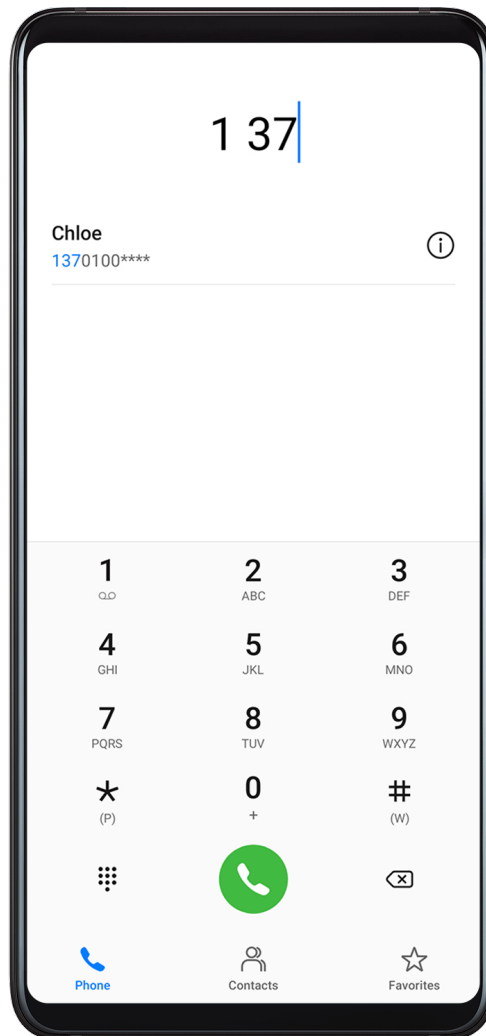 1 37
Chloe
1370100****
1 2 3
ABC DEF
4 5 6
GHI JKL MNO
7 8 9
PQRS TUV WXYZ
* 0 #
(P) + (W)
Phone Contacts Favorites